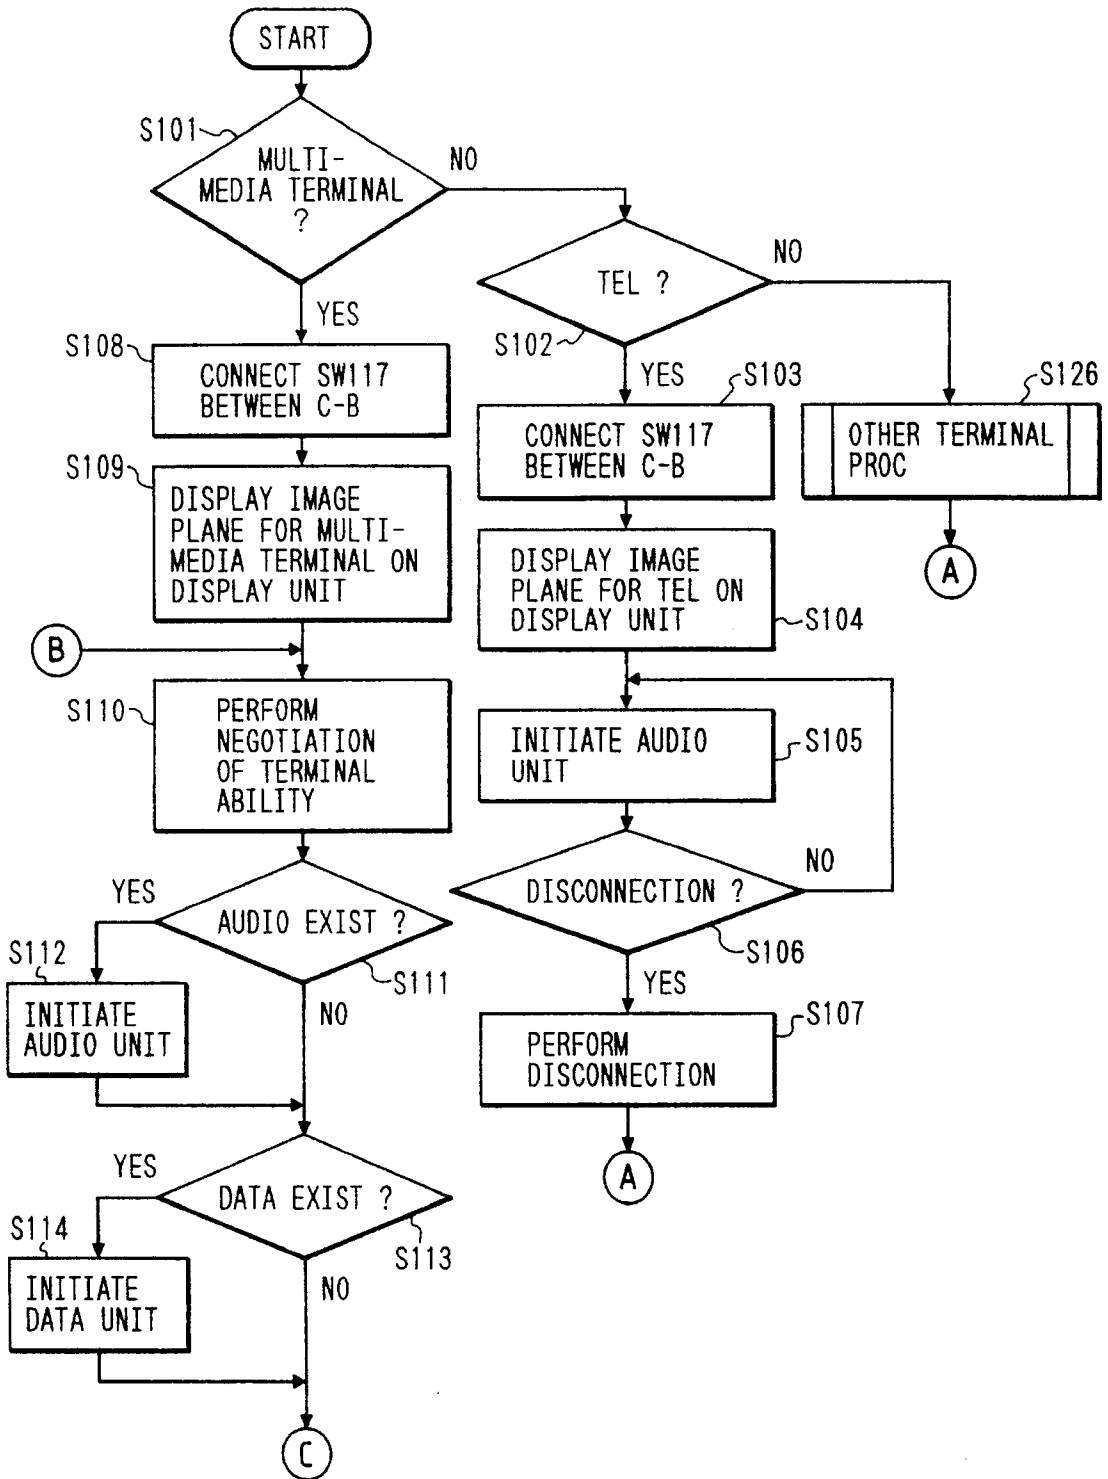 START
S101
MULTI-
MEDIA TERMINAL
?
NO
YES
TEL ?
S102
NO
YES
S108
CONNECT SW117
BETWEEN C-B
S103
CONNECT SW117
BETWEEN C-B
S126
OTHER TERMINAL
PROC
A
S109
DISPLAY IMAGE
PLANE FOR MULTI-
MEDIA TERMINAL ON
DISPLAY UNIT
DISPLAY IMAGE
PLANE FOR TEL ON
DISPLAY UNIT
S104
B
S110
PERFORM
NEGOTIATION
OF TERMINAL
ABILITY
INITIATE AUDIO
UNIT
S105
YES
AUDIO EXIST ?
S111
NO
DISCONNECTION ?
S106
NO
YES
S112
INITIATE
AUDIO UNIT
PERFORM
DISCONNECTION
S107
A
YES
DATA EXIST ?
S113
NO
S114
INITIATE
DATA UNIT
C